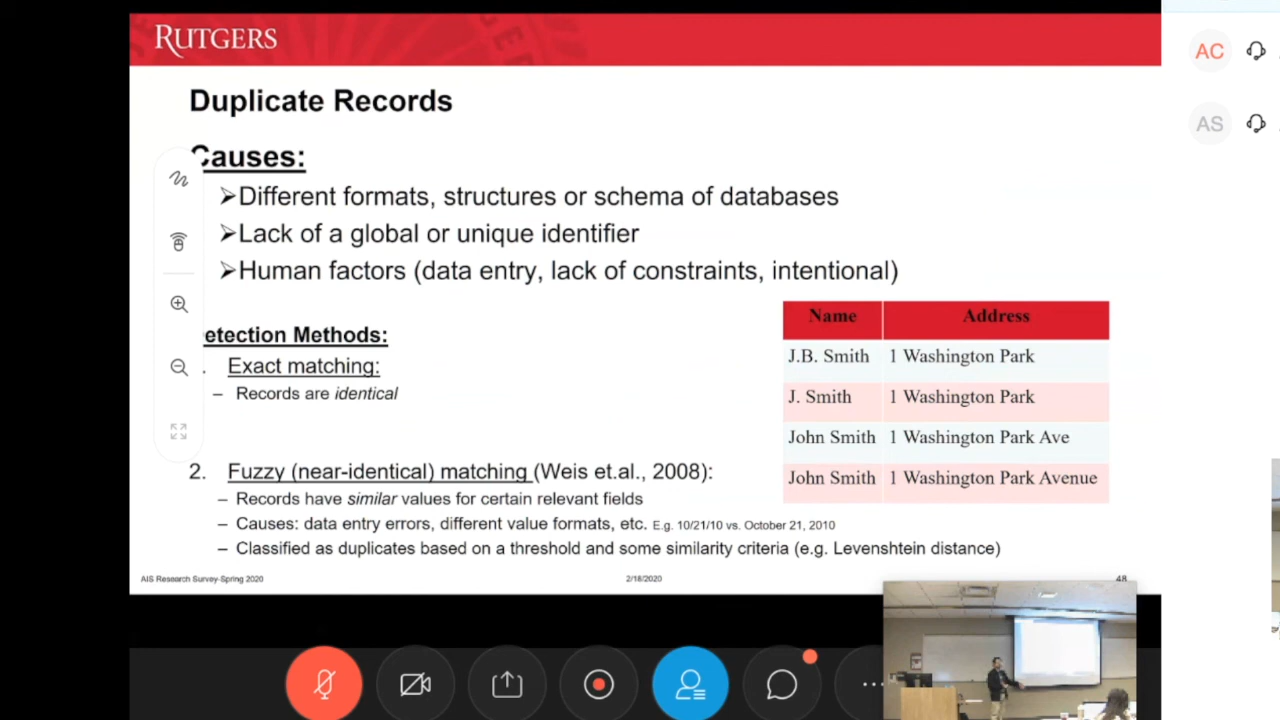 RUTGERS
AC
AS
Duplicate Records
Causes:
➢Different formats, structures or schema of databases
➢Lack of a global or unique identifier
➢Human factors (data entry, lack of constraints, intentional)
Name Address
J.B. Smith 1 Washington Park
J. Smith 1 Washington Park
John Smith 1 Washington Park Ave
John Smith 1 Washington Park Avenue
etection Methods:
. Exact matching:
– Records are identical
2. Fuzzy (near-identical) matching (Weis et.al., 2008):
– Records have similar values for certain relevant fields
– Causes: data entry errors, different value formats, etc. E.g. 10/21/10 vs. October 21, 2010
– Classified as duplicates based on a threshold and some similarity criteria (e.g. Levenshtein distance)
AIS Research Survey-Spring 2020 2/18/2020 48